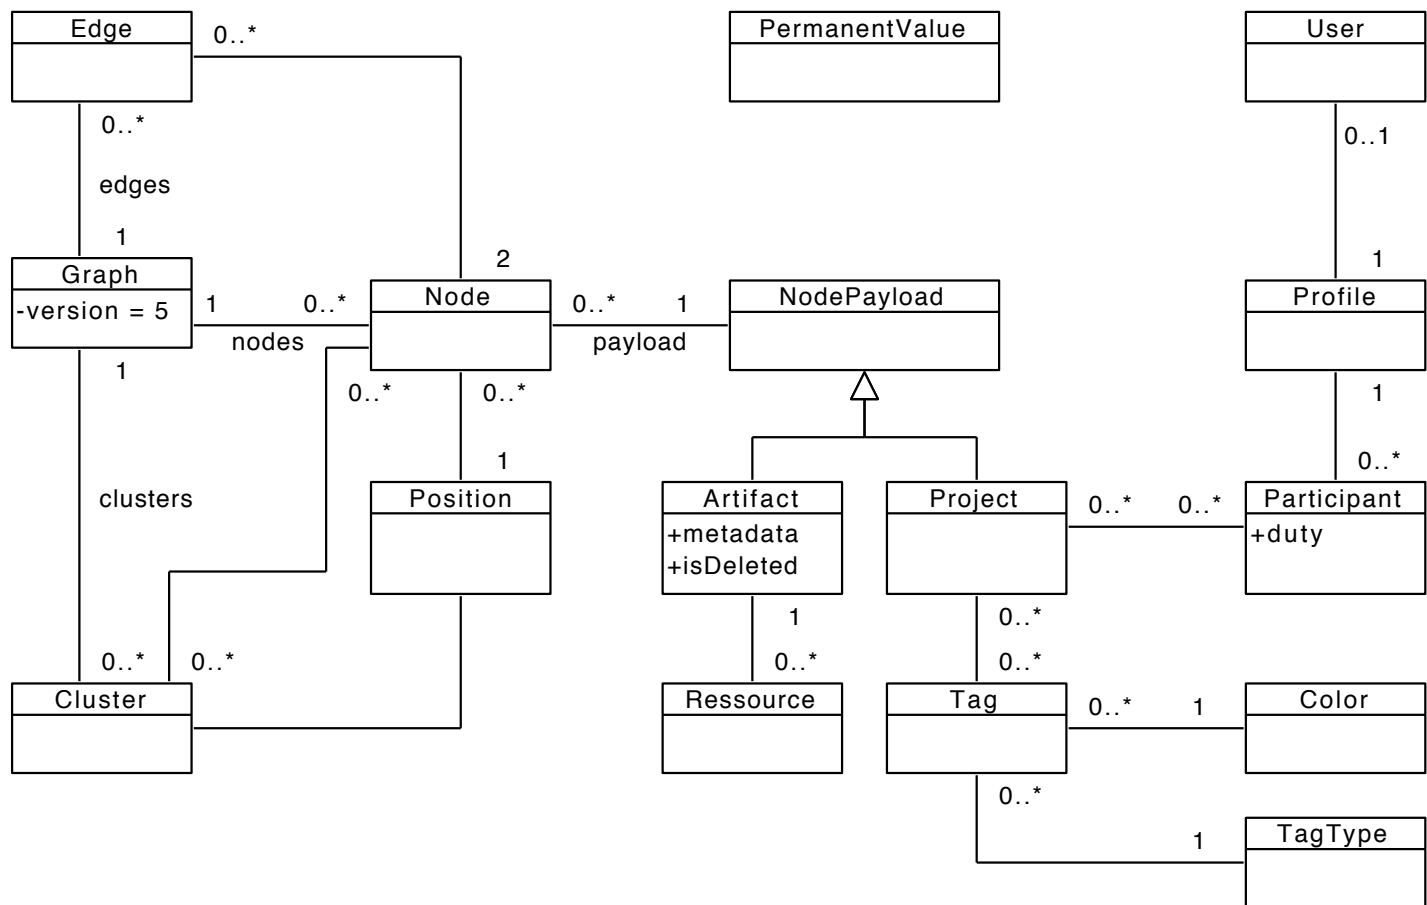 Edge
0..*
PermanentValue
User
0..*
0..1
edges
1
2
1
Graph
-version = 5
1
0..*
nodes
Node
0..*
1
payload
NodePayload
Profile
1
0..*
0..*
1
clusters
1
0..*
Position
Artifact
+metadata
+isDeleted
Project
0..*
0..*
Participant
+duty
1
0..*
0..*
0..*
0..*
0..*
Cluster
Ressource
Tag
0..*
1
Color
0..*
1
TagType